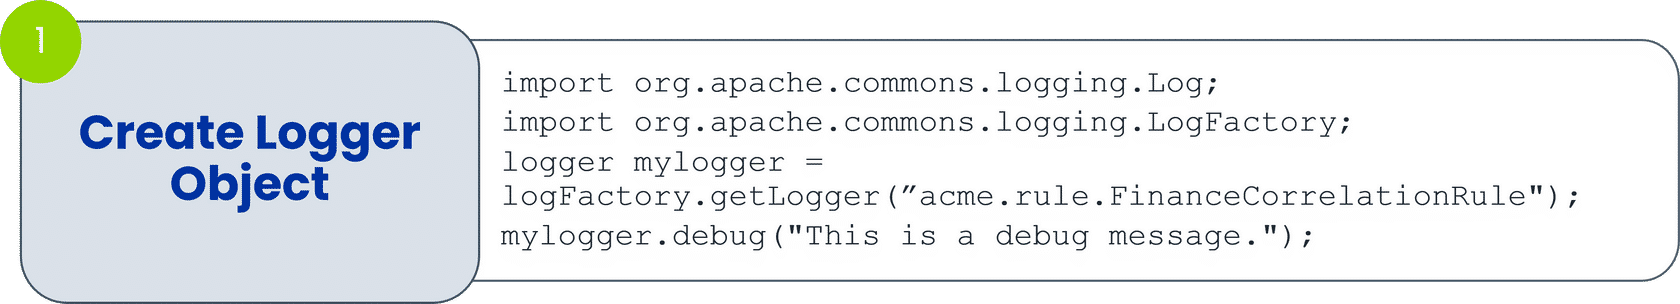 1
Create Logger
Object
import org.apache.commons.logging.Log;
import org.apache.commons.logging.LogFactory;
logger mylogger =
logFactory.getLogger(”acme.rule.FinanceCorrelationRule");
mylogger.debug("This is a debug message.");